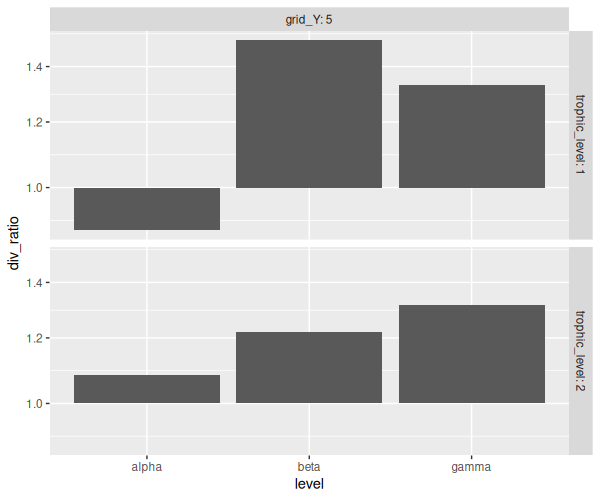 grid_Y: 5
1.4
1.2
1.0
trophic_level: 1
div_ratio
1.4
1.2
1.0
trophic_level: 2
alpha beta gamma
level